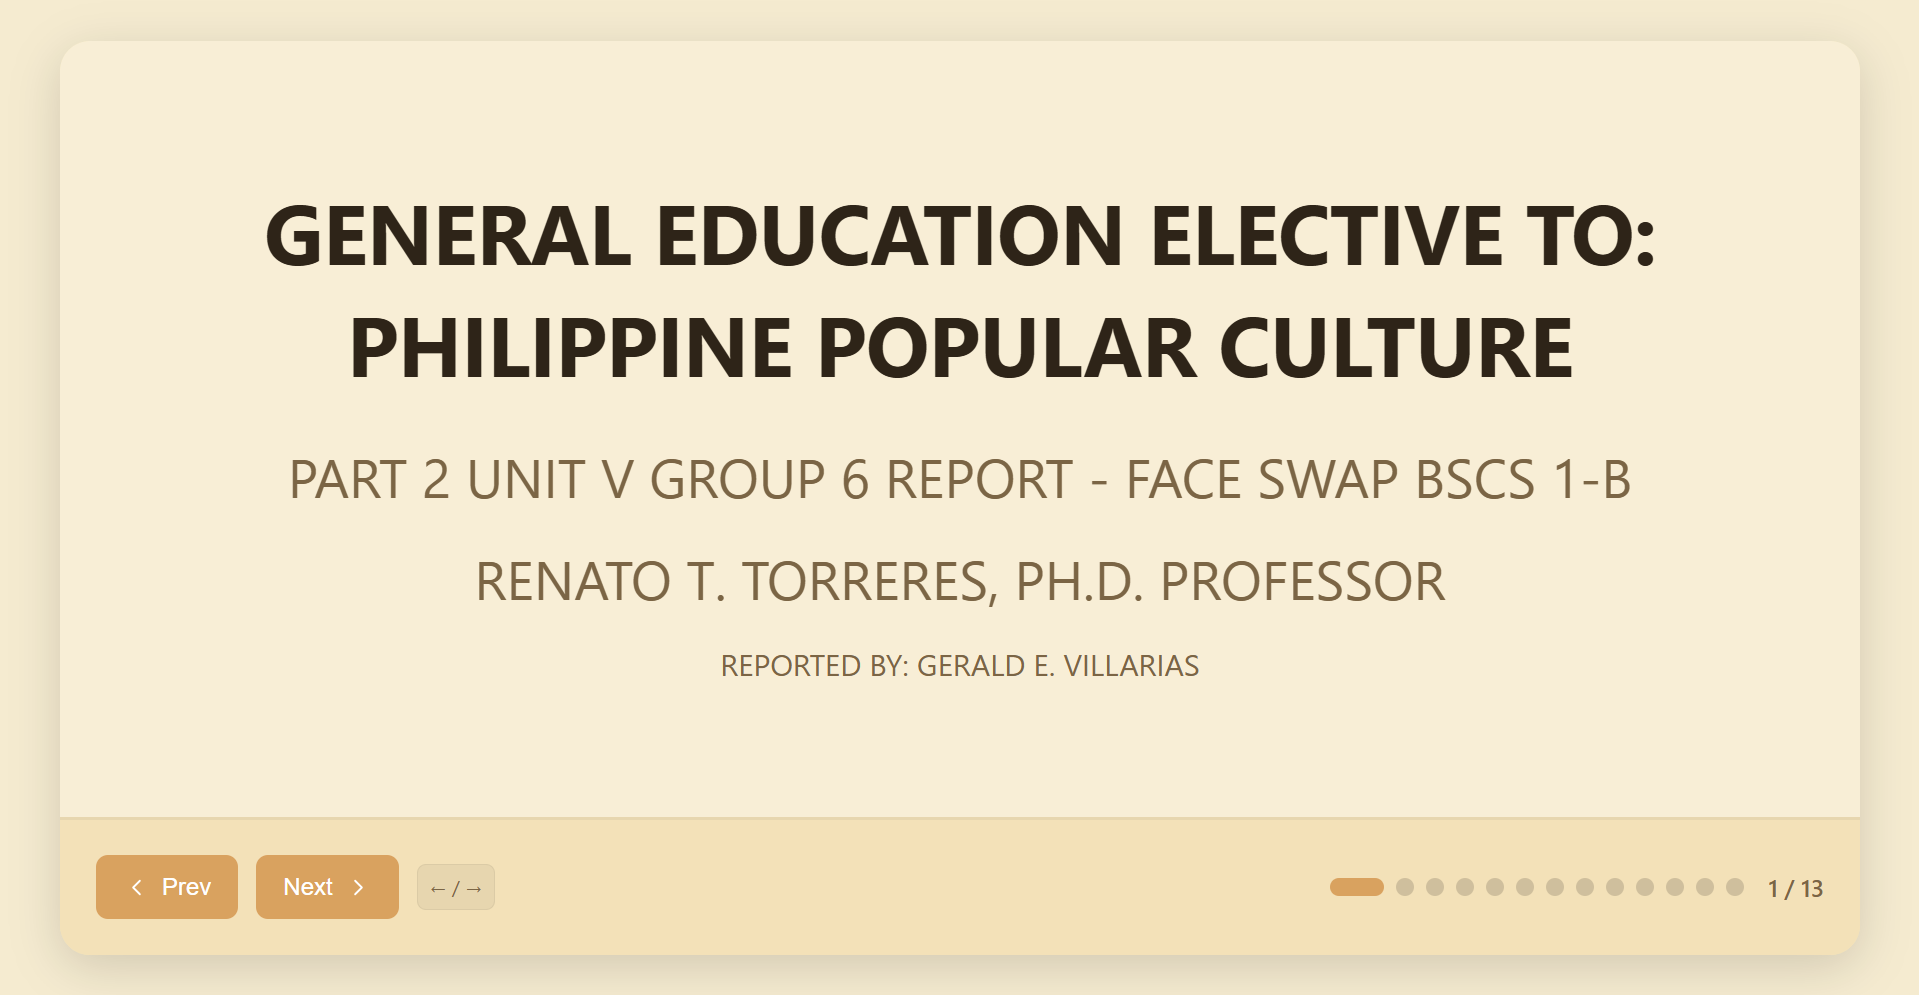 GENERAL EDUCATION ELECTIVE TO:
PHILIPPINE POPULAR CULTURE
PART 2 UNIT V GROUP 6 REPORT - FACE SWAP BSCS 1-B
RENATO T. TORRERES, PH.D. PROFESSOR
REPORTED BY: GERALD E. VILLARIAS
Prev Next ← / → 1 / 13